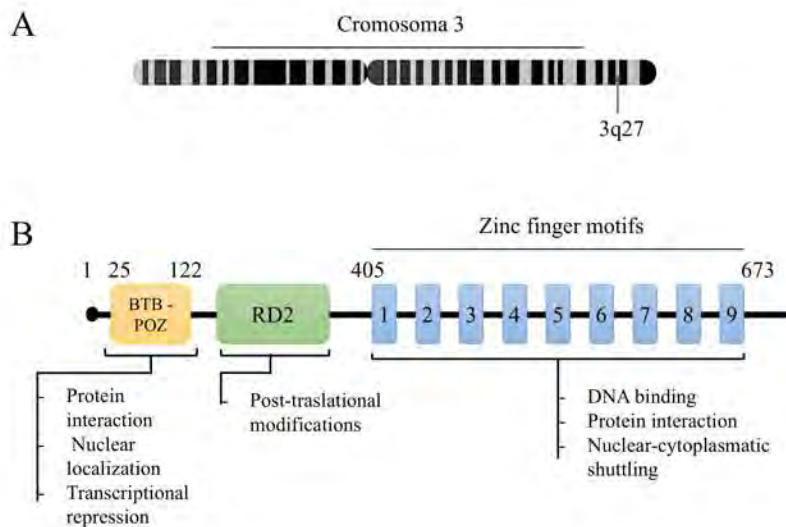 A
Cromosoma 3
3q27
B
Zinc finger motifs
1 25 122 405 673
BTB -
POZ
RD2
1 2 3 4 5 6 7 8 9
Protein
interaction
Nuclear
localization
Transcriptional
repression
Post-traslational
modifications
DNA binding
Protein interaction
Nuclear-cytoplasmatic
shuttling